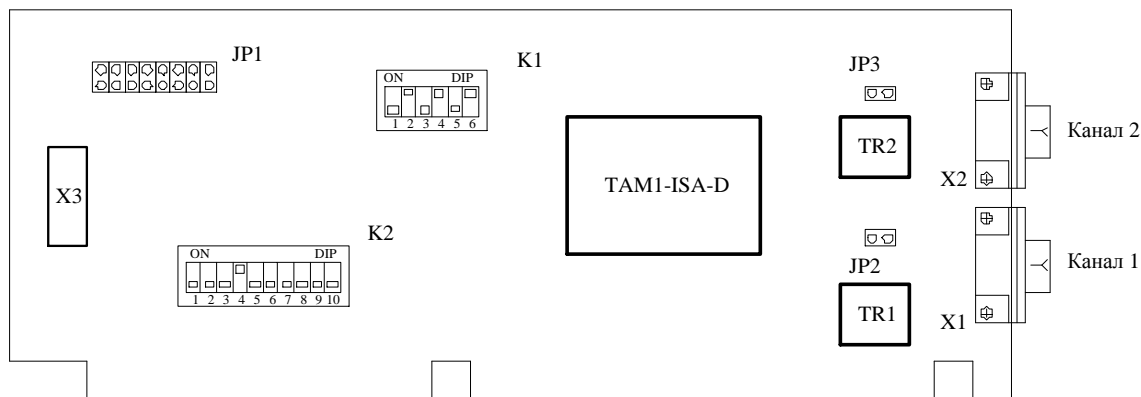 JP1
K1
ON DIP
1 2 3 4 5 6
JP3
TR2
X2
Канал 2
TAM1-ISA-D
X3
K2
ON DIP
1 2 3 4 5 6 7 8 9 10
JP2
TR1
X1
Канал 1